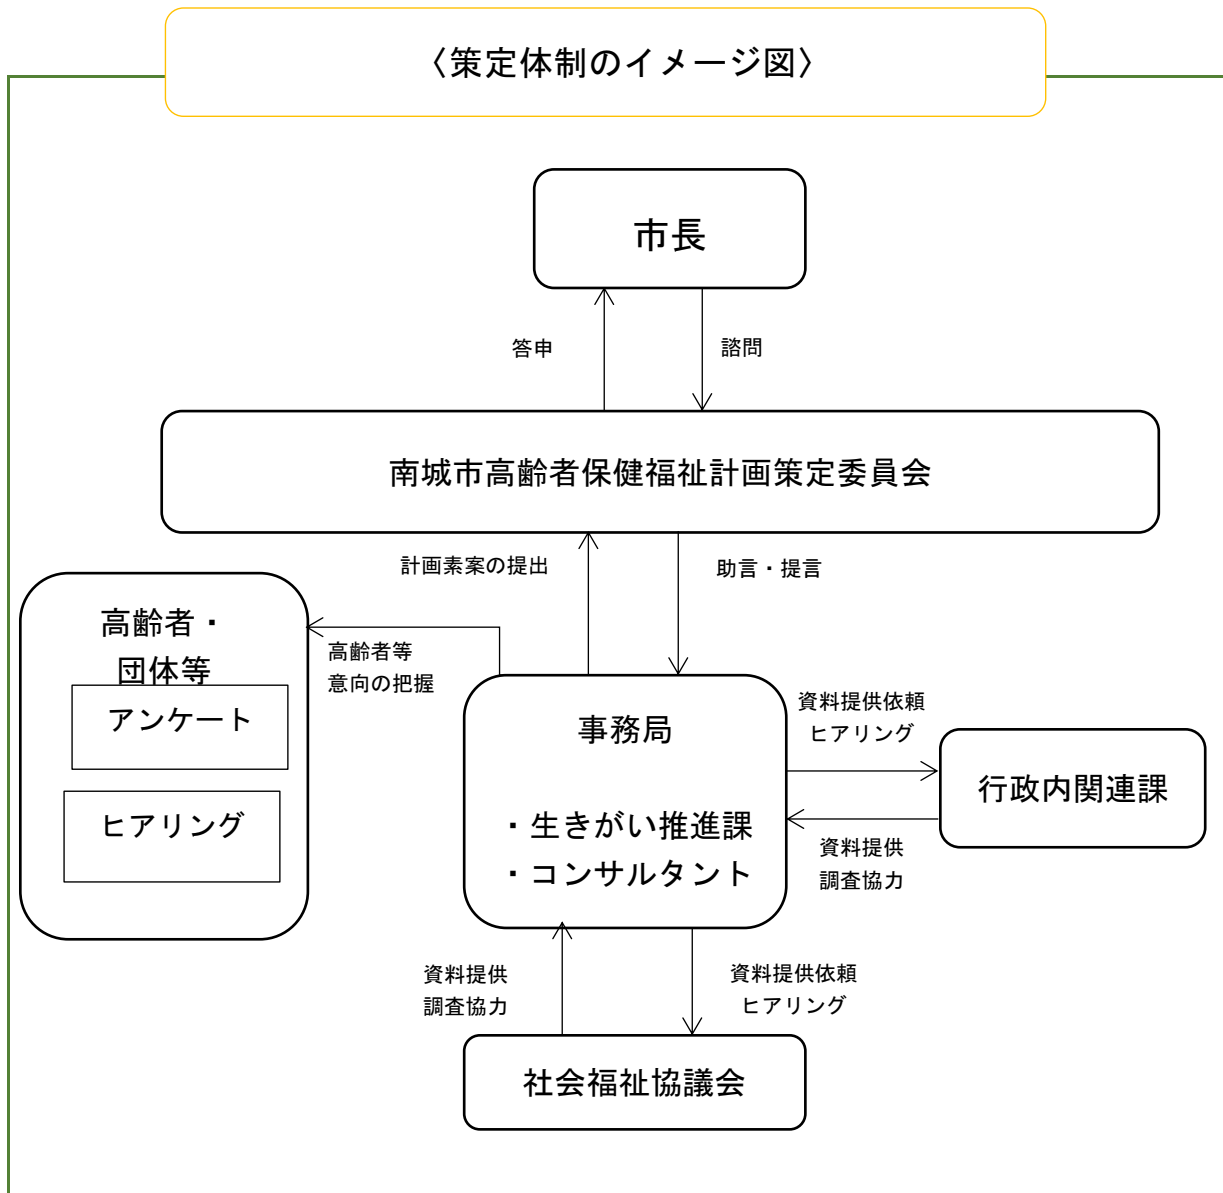 〈策定体制のイメージ図〉
市長
答申
諮問
南城市高齢者保健福祉計画策定委員会
計画素案の提出
助言・提言
高齢者・
団体等
アンケート
ヒアリング
高齢者等
意向の把握
事務局
・生きがい推進課
・コンサルタント
資料提供依頼
ヒアリング
行政内関連課
資料提供
調査協力
資料提供
調査協力
資料提供依頼
ヒアリング
社会福祉協議会